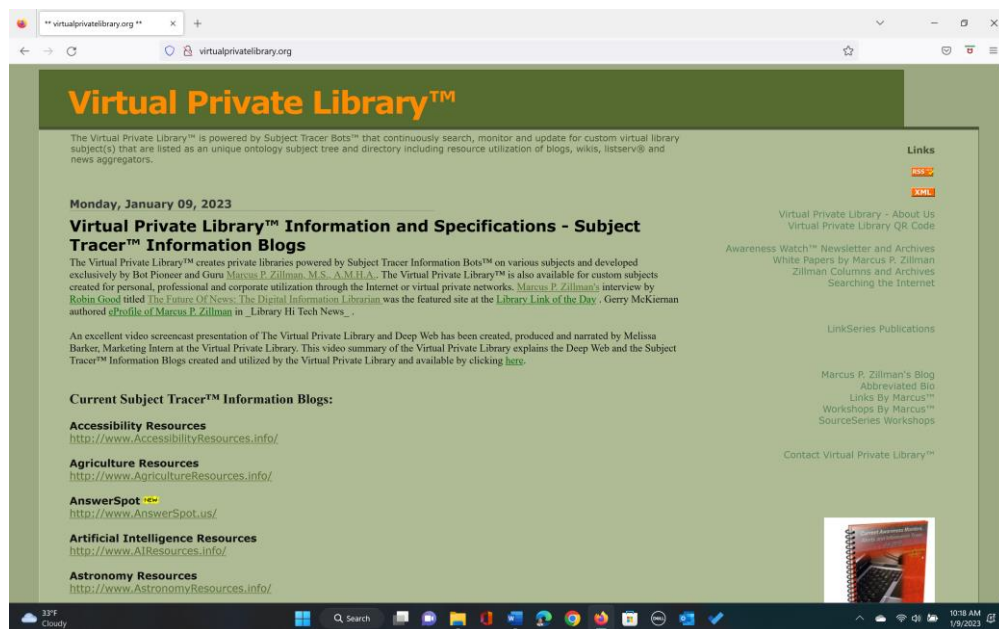 ** virtualprivatelibrary.org **
virtualprivatelibrary.org
Virtual Private Library™
The Virtual Private Library™ is powered by Subject Tracer Bots™ that continuously search, monitor and update for custom virtual library
subject(s) that are listed as an unique ontology subject tree and directory including resource utilization of blogs, wikis, listserv® and
news aggregators.
Monday, January 09, 2023
Virtual Private Library™ Information and Specifications - Subject
Tracer™ Information Blogs
The Virtual Private Library™ creates private libraries powered by Subject Tracer Information Bots™ on various subjects and developed
exclusively by Bot Pioneer and Guru Marcus P. Zillman, M.S., A.M.H.A.. The Virtual Private Library™ is also available for custom subjects
created for personal, professional and corporate utilization through the Internet or virtual private networks. Marcus P. Zillman's interview by
Robin Good titled The Future Of News: The Digital Information Librarian was the featured site at the Library Link of the Day . Gerry McKiernan
authored eProfile of Marcus P. Zillman in _Library Hi Tech News_ .
An excellent video screencast presentation of The Virtual Private Library and Deep Web has been created, produced and narrated by Melissa
Barker, Marketing Intern at the Virtual Private Library. This video summary of the Virtual Private Library explains the Deep Web and the Subject
Tracer™ Information Blogs created and utilized by the Virtual Private Library and available by clicking here.
Current Subject Tracer™ Information Blogs:
Accessibility Resources
http://www.AccessibilityResources.info/
Agriculture Resources
http://www.AgricultureResources.info/
AnswerSpot NEW
http://www.AnswerSpot.us/
Artificial Intelligence Resources
http://www.AIResources.info/
Astronomy Resources
http://www.AstronomyResources.info/
Links
RSS
XML
Virtual Private Library - About Us
Virtual Private Library QR Code
Awareness Watch™ Newsletter and Archives
White Papers by Marcus P. Zillman
Zillman Columns and Archives
Searching the Internet
LinkSeries Publications
Marcus P. Zillman's Blog
Abbreviated Bio
Links By Marcus™
Workshops By Marcus™
SourceSeries Workshops
Contact Virtual Private Library™
33°F
Cloudy
Search
10:18 AM
1/9/2023